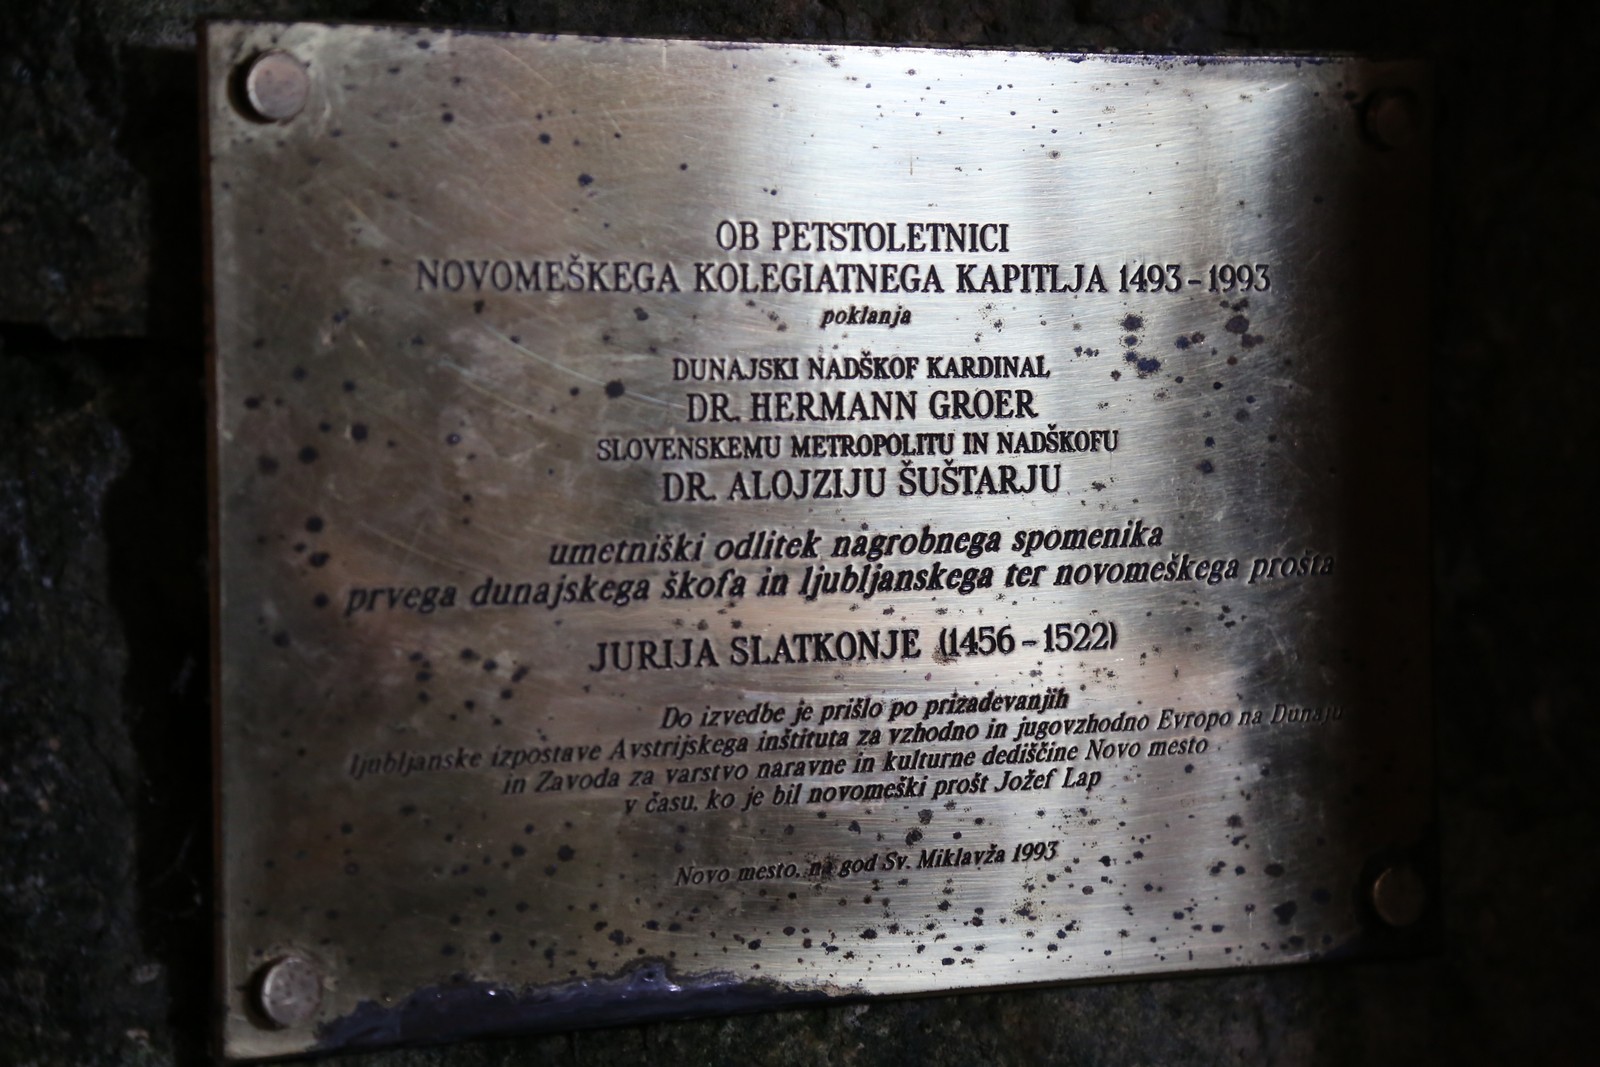 OB PETSTOLETNICI
NOVOMEŠKEGA KOLEGIATNEGA KAPITLJA 1493-1993
poklanja
DUNAJSKI NADŠKOF KARDINAL
DR. HERMANN GROER
SLOVENSKEMU METROPOLITU IN NADŠKOFU
DR. ALOJZIJU ŠUŠTARJU
umetniški odlitek nagrobnega spomenika
prvega dunajskega škofa in ljubljanskega ter novomeškega prošta
JURIJA SLATKONJE (1456-1522)
Do izvedbe je prišlo po prizadevanjih
ljubljanske izpostave Avstrijskega inštituta za vzhodno in jugovzhodno Evropo na Dunaju
in Zavoda za varstvo naravne in kulturne dediščine Novo mesto
v času, ko je bil novomeški prošt Jožef Lap
Novo mesto, na god Sv. Miklavža 1993